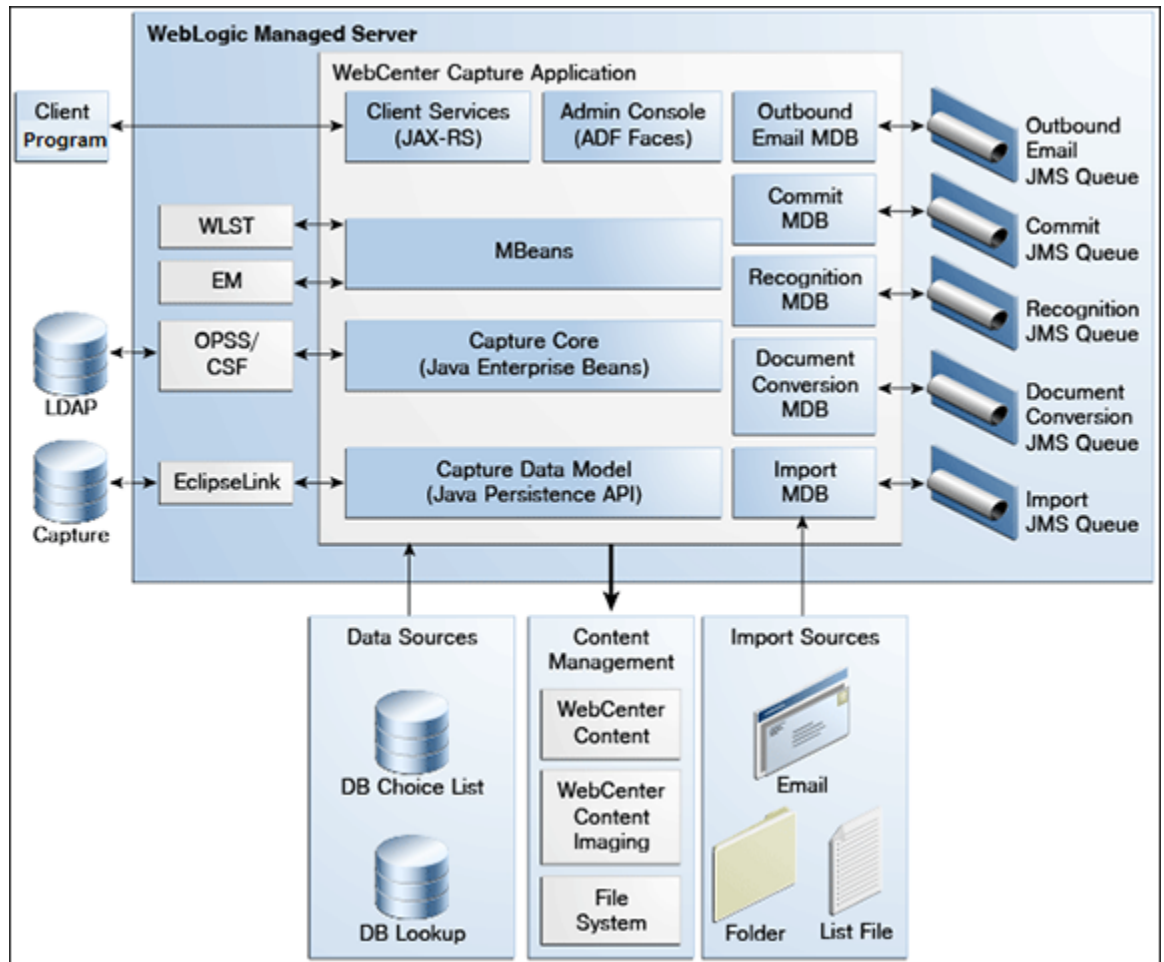 WebLogic Managed Server
WebCenter Capture Application
Client
Program
Client Services
(JAX-RS)
Admin Console
(ADF Faces)
Outbound
Email MDB
Outbound
Email
JMS Queue
WLST
EM
MBeans
Commit
MDB
Commit
JMS Queue
Recognition
MDB
Recognition
JMS Queue
LDAP
OPSS/
CSF
Capture Core
(Java Enterprise Beans)
Document
Conversion
MDB
Document
Conversion
JMS Queue
Capture
EclipseLink
Capture Data Model
(Java Persistence API)
Import
MDB
Import
JMS Queue
Data Sources
DB Choice List
DB Lookup
Content
Management
WebCenter
Content
WebCenter
Content
Imaging
File
System
Import Sources
Email
Folder
List File